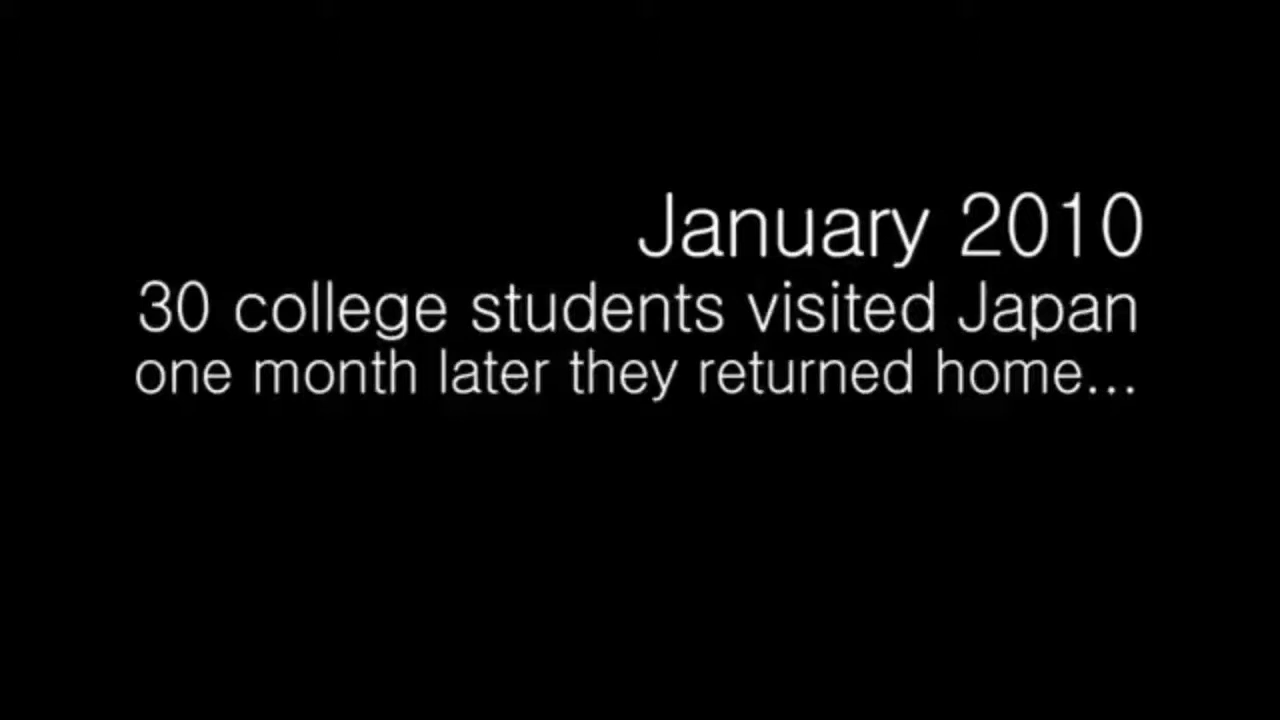 January 2010
30 college students visited Japan
one month later they returned home...